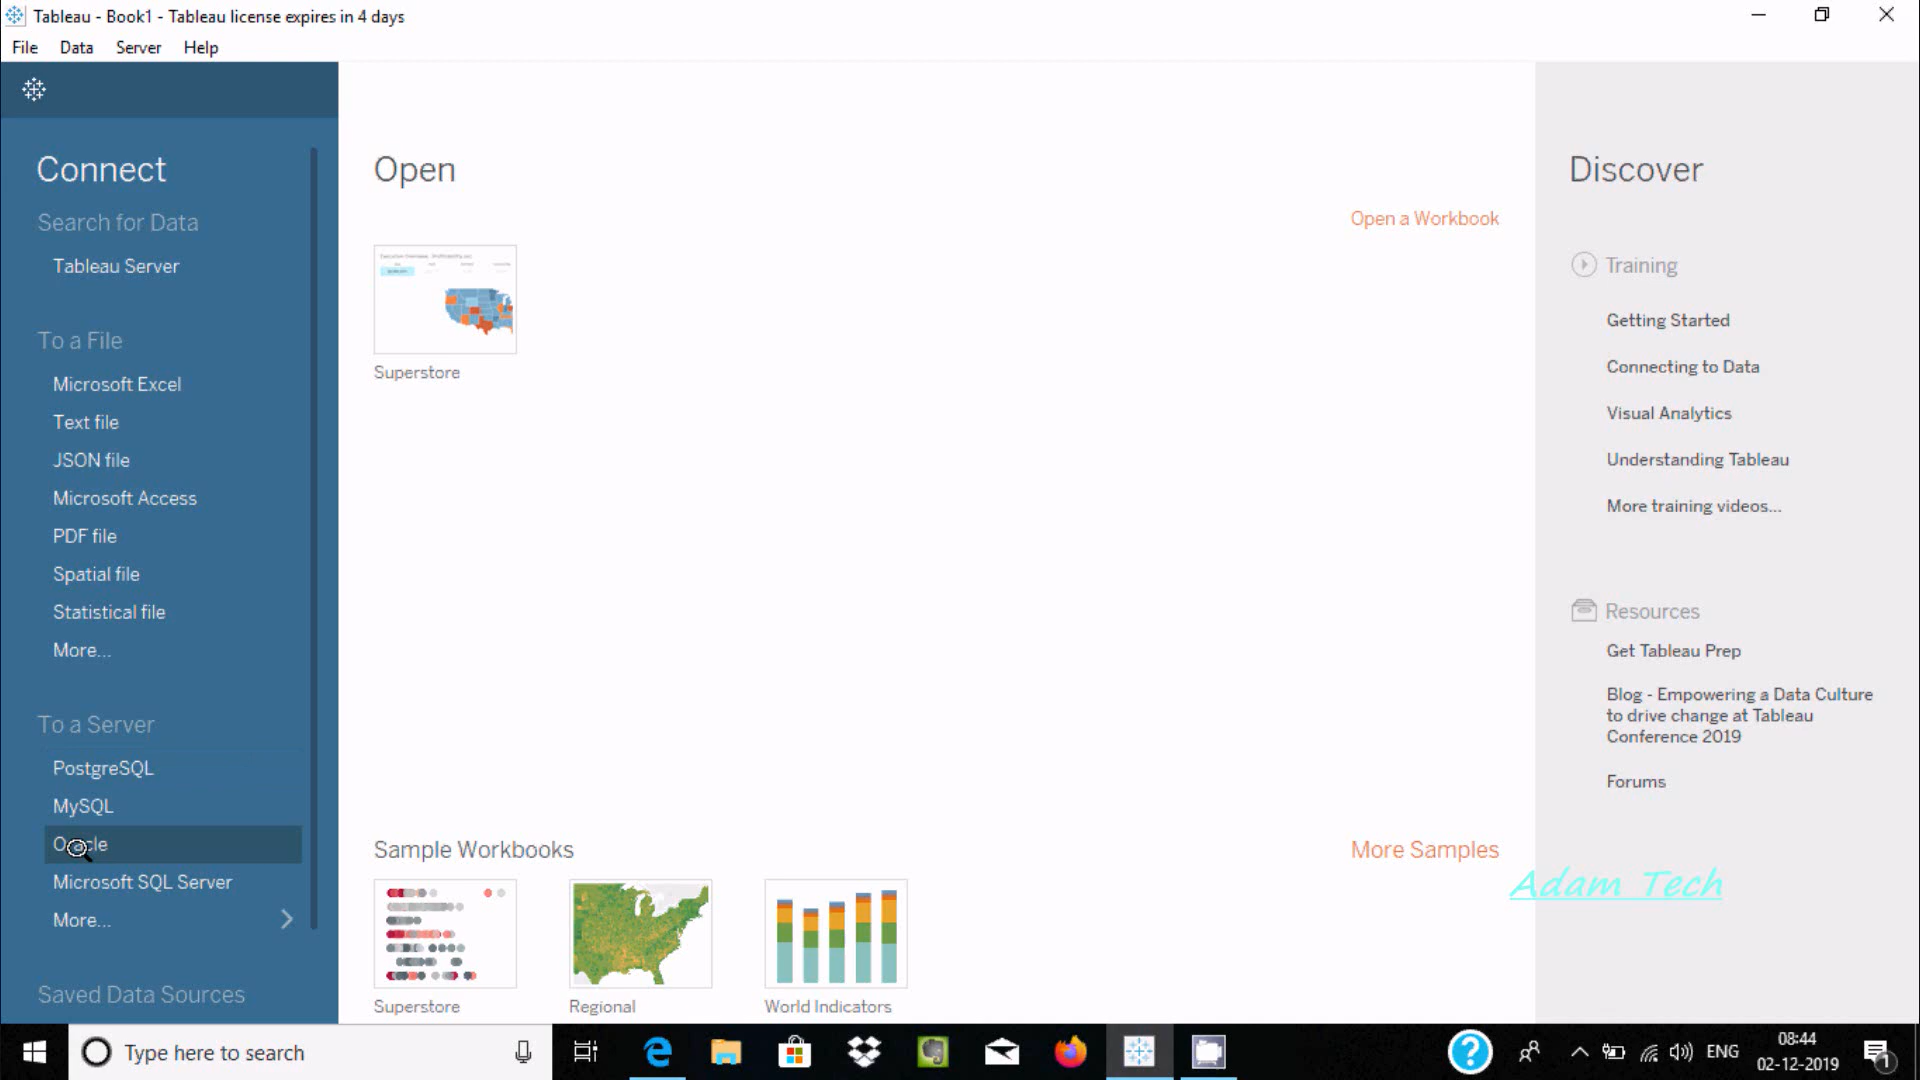 Tableau - Book1 - Tableau license expires in 4 days
File Data Server Help
Connect
Search for Data
Tableau Server
To a File
Microsoft Excel
Text file
JSON file
Microsoft Access
PDF file
Spatial file
Statistical file
More...
To a Server
PostgreSQL
MySQL
Oracle
Microsoft SQL Server
More...
Saved Data Sources
Open
Open a Workbook
Superstore
Sample Workbooks
More Samples
Superstore
Regional
World Indicators
Discover
Training
Getting Started
Connecting to Data
Visual Analytics
Understanding Tableau
More training videos...
Resources
Get Tableau Prep
Blog - Empowering a Data Culture
to drive change at Tableau
Conference 2019
Forums
Adam Tech
Type here to search
ENG
08:44
02-12-2019
1